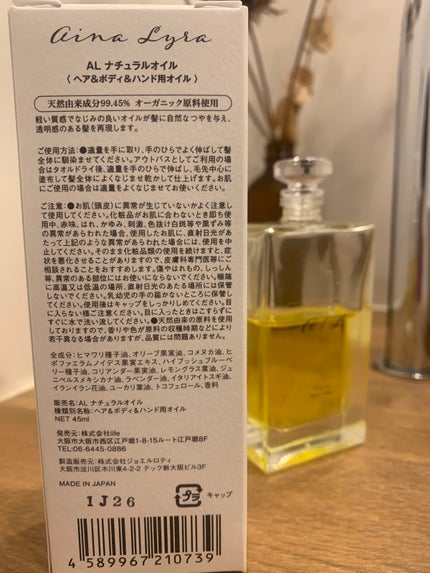 aina Lyra
AL ナチュラルオイル
〈 ヘア&ボディ&ハンド用オイル 〉
天然由来成分99.45% オーガニック原料使用
軽い質感でなじみの良いオイルが髪に自然なつやを与え、
透明感のある髪を再現します。
ご使用方法：●適量を手に取り、手のひらでよく伸ばして髪
全体に馴染ませてください。アウトバスとしてご利用の場合
はタオルドライ後、適量を手のひらで伸ばし、毛先中心に
塗布して髪全体によくなじませ乾かして仕上げます。お肌
にご使用の場合は適量をよくなじませてお使いください。
ご注意：●お肌(頭皮)に異常が生じていないかよく注意し
て使用してください。化粧品がお肌に合わないとき即ち使
用中、赤味、はれ、かゆみ、刺激、色抜け白斑等や黒ずみ等
の異常があらわれた場合、使用したお肌に、直射日光があ
たって上記のような異常があらわれた場合には、使用を中
止してください。そのまま化粧品類の使用を続けますと、症
状を悪化させることがありますので、皮膚科専門医等にご
相談されることをおすすめします。傷やはれもの、しっしん
等、異常のある部位にはお使いにならないでください。極端
に高温又は低温の場所、直射日光のあたる場所には保管
しないでください。乳幼児の手の届かないところに保管し
てください。使用後はキャップをしっかりしめてください。目
に入らない様ご注意ください。目に入ったときはこすらずに
すぐに水で洗い流してください。●天然由来の原料を使用
しておりますので、香りや色が原料の収穫時期などにより
若干異なる場合がありますが、品質には問題ありません。
全成分：ヒマワリ種子油、オリーブ果実油、コメヌカ油、ヒ
ポファエラムノイデス果実エキス、ハイブッシュブルーベ
リー種子油、コリアンダー果実油、レモングラス葉油、ジュ
ニペルスメキシカナ油、ラベンダー油、イタリアイトスギ油、
イランイラン花油、ユーカリ葉油、トコフェロール、香料
販売名：AL ナチュラルオイル
種類別名称：ヘア&ボディ&ハンド用オイル
NET 45ml
発売元：株式会社life
大阪市大阪市西区江戸堀1-8-15ルート江戸堀8F
TEL：06-6445-0886
製造販売元：株式会社ジョエルロティ
大阪市淀川区木川東4-2-2 テック新大阪ビル3F
MADE IN JAPAN
1J26
プラ
キャップ
4 589967 210739